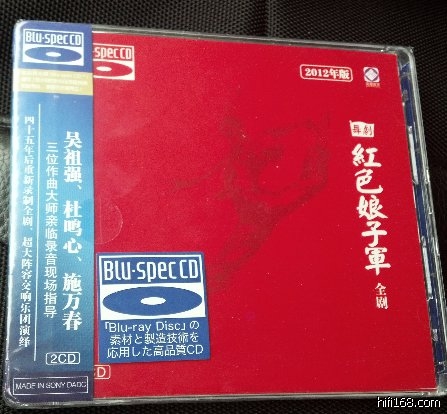 Blu-spec CD
Blu-spec CD
2012年版
舞剧
紅色娘子軍
全剧
吴祖强、杜鸣心、施万春
三位作曲大师亲临录音现场指导
四十五年后重新录制全剧,超大阵容交响乐团演绎
2CD
MADE IN SONY DADC
Blu-spec CD
「Blu-ray Disc」の
素材と製造技術を
応用した高品質CD
hifi168.com